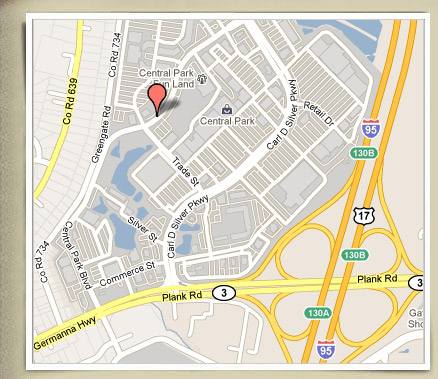 Co Rd 734
Co Rd 639
Central Park
Fun Land
Greengate Rd
Central Park
Carl D Silver Pkwy
Retail Dr
95
130B
Trade St
Carl D Silver Pkwy
17
Silver St
Central Park Blvd
Co Rd 734
130B
Commerce St
Plank Rd
Plank Rd
3
3
130A
Germanna Hwy
95